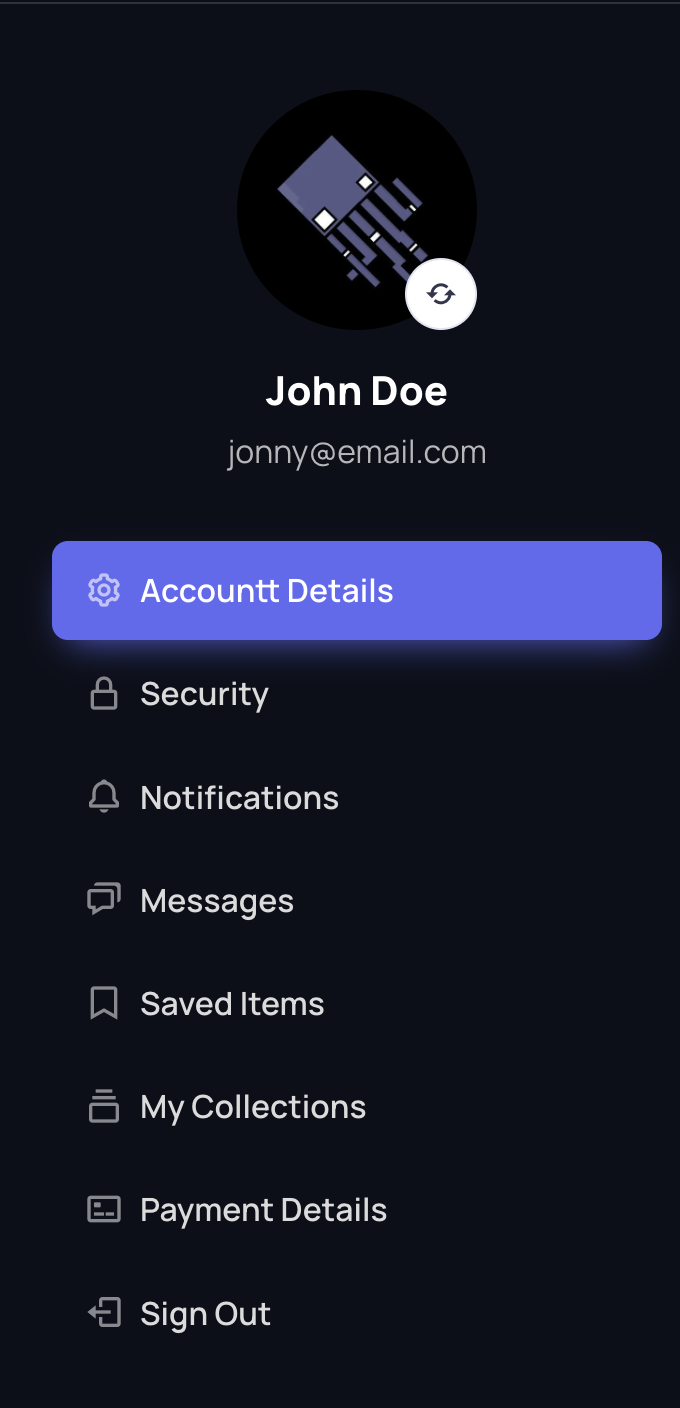 John Doe
jonny@email.com
Accountt Details
Security
Notifications
Messages
Saved Items
My Collections
Payment Details
Sign Out